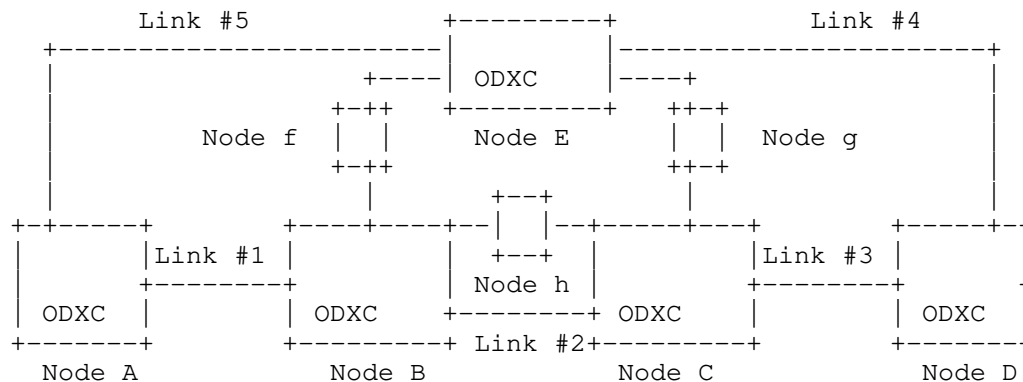 Link #5 Link #4
ODXC
Node f Node E Node g
Link #1 Link #3
Node h
ODXC ODXC ODXC ODXC
Link #2
Node A Node B Node C Node D